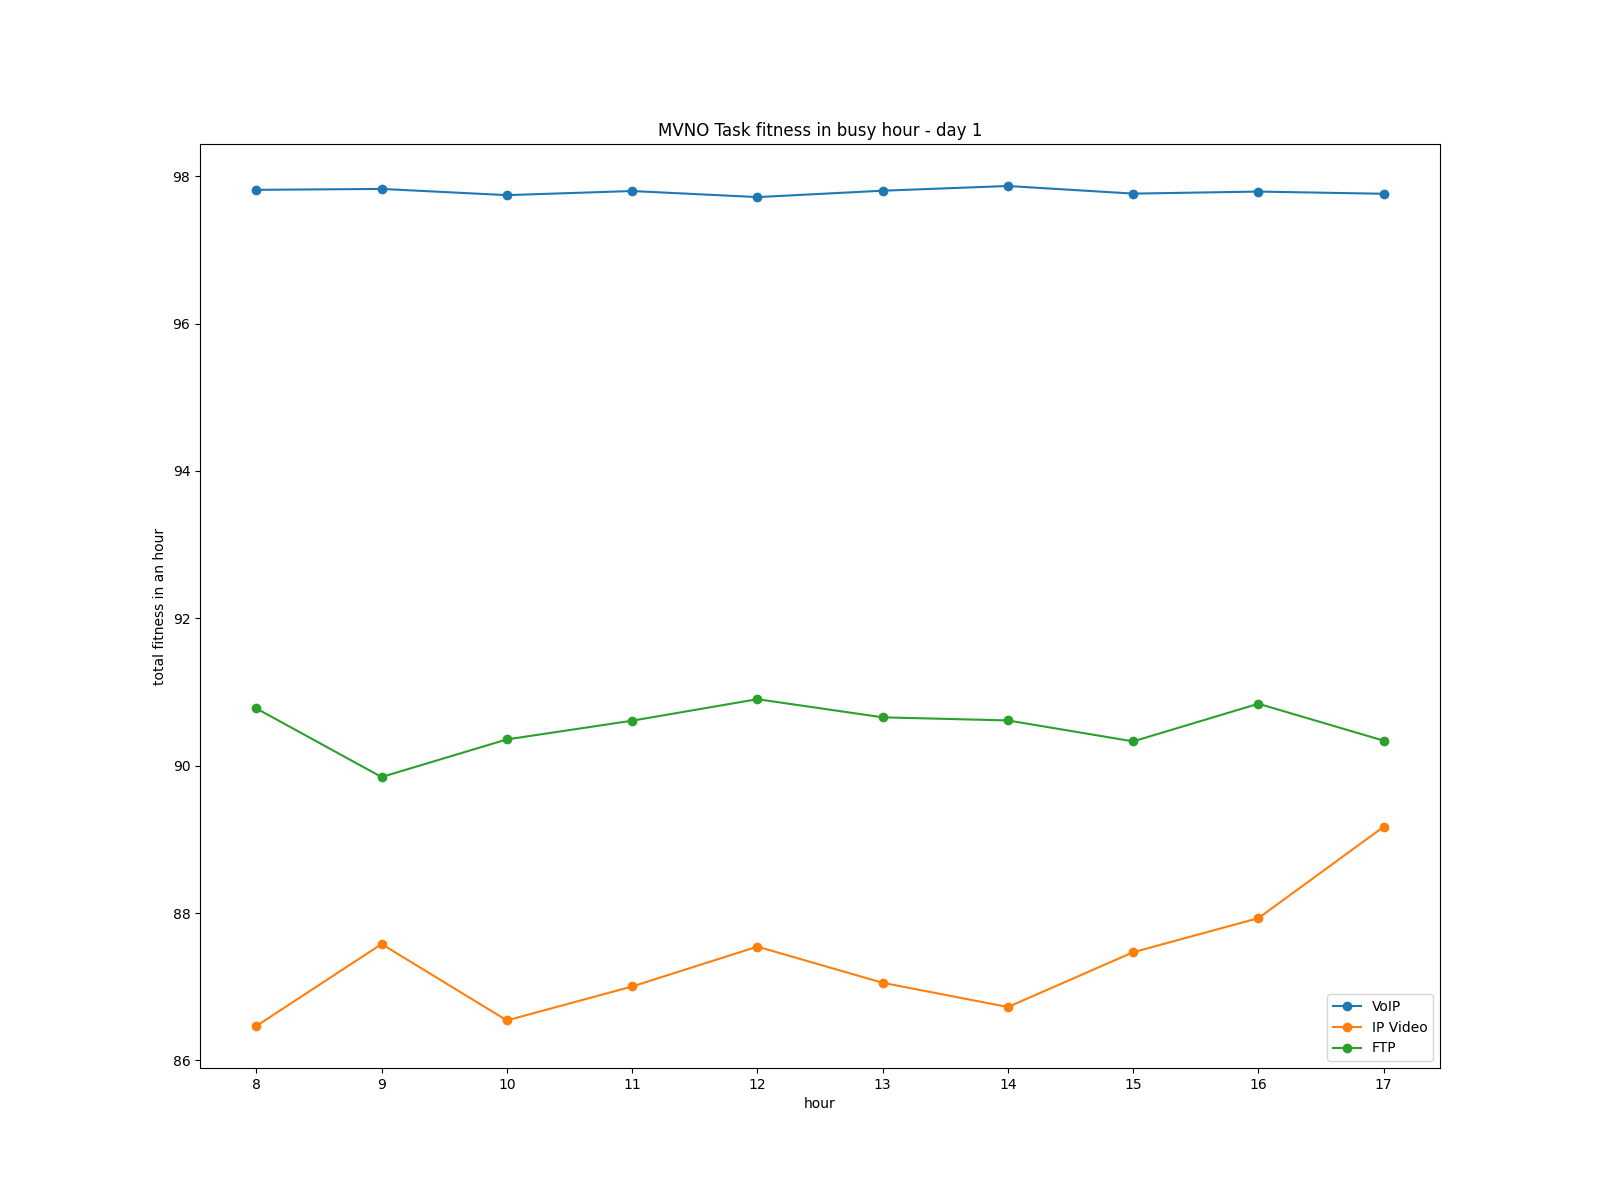 MVNO Task fitness in busy hour - day 1
98
96
94
92
90
88
86
total fitness in an hour
8 9 10 11 12 13 14 15 16 17
hour
VoIP
IP Video
FTP